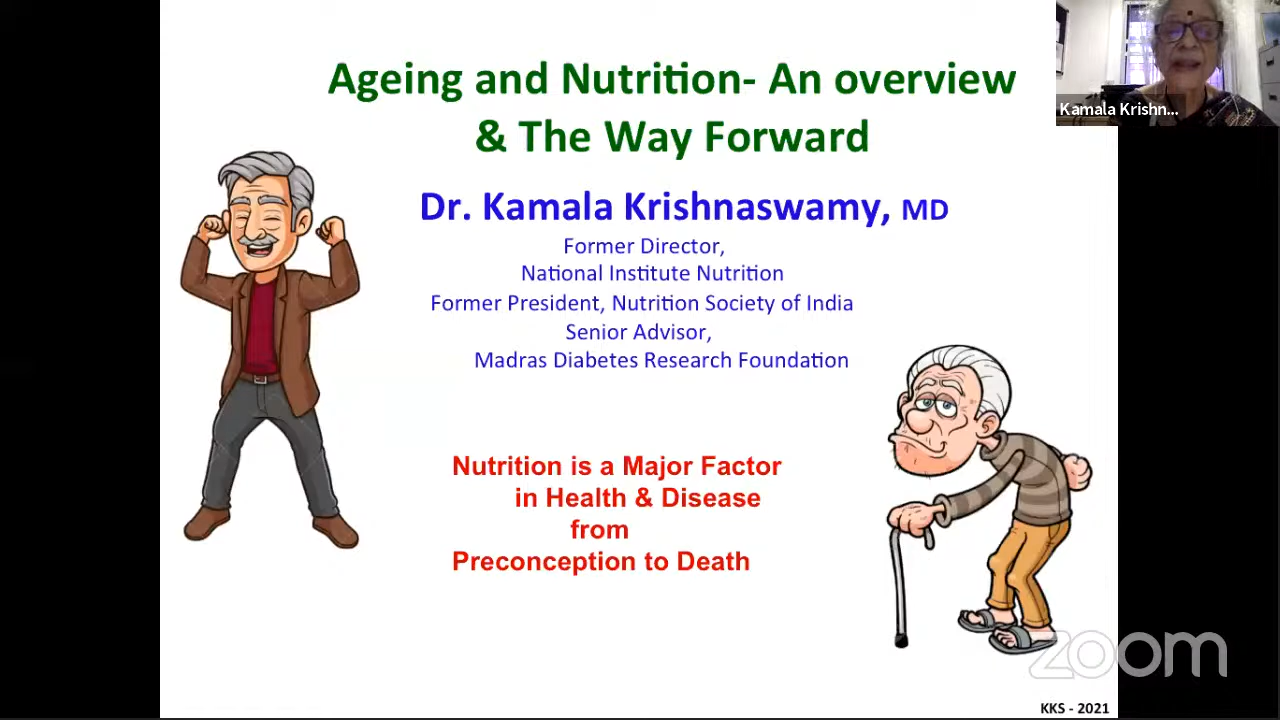 Ageing and Nutrition- An overview
& The Way Forward
Dr. Kamala Krishnaswamy, MD
Former Director,
National Institute Nutrition
Former President, Nutrition Society of India
Senior Advisor,
Madras Diabetes Research Foundation
Nutrition is a Major Factor
in Health & Disease
from
Preconception to Death
Kamala Krishn...
zoom
KKS - 2021